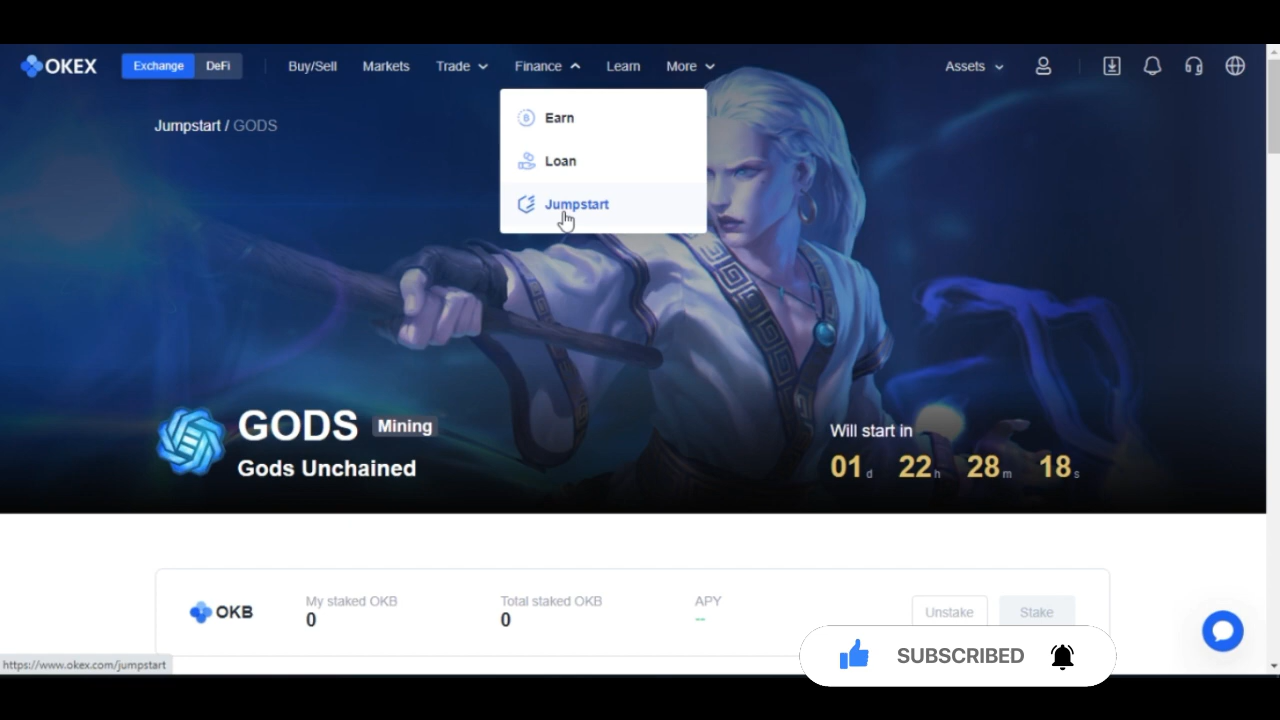 OKEX Exchange DeFi Buy/Sell Markets Trade Finance Learn More Assets
Jumpstart / GODS
Earn
Loan
Jumpstart
GODS Mining
Gods Unchained
Will start in
01 d 22 h 28 m 18 s
OKB
My staked OKB
0
Total staked OKB
0
APY
--
Unstake
Stake
SUBSCRIBED
https://www.okex.com/jumpstart